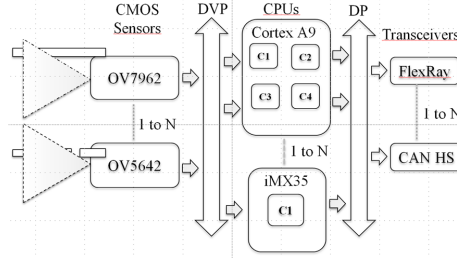 CMOS
Sensors
DVP
CPUs
DP
Transceivers
Cortex A9
OV7962
C1
C2
C3
C4
FlexRay
1 to N
1 to N
1 to N
OV5642
iMX35
C1
CAN HS